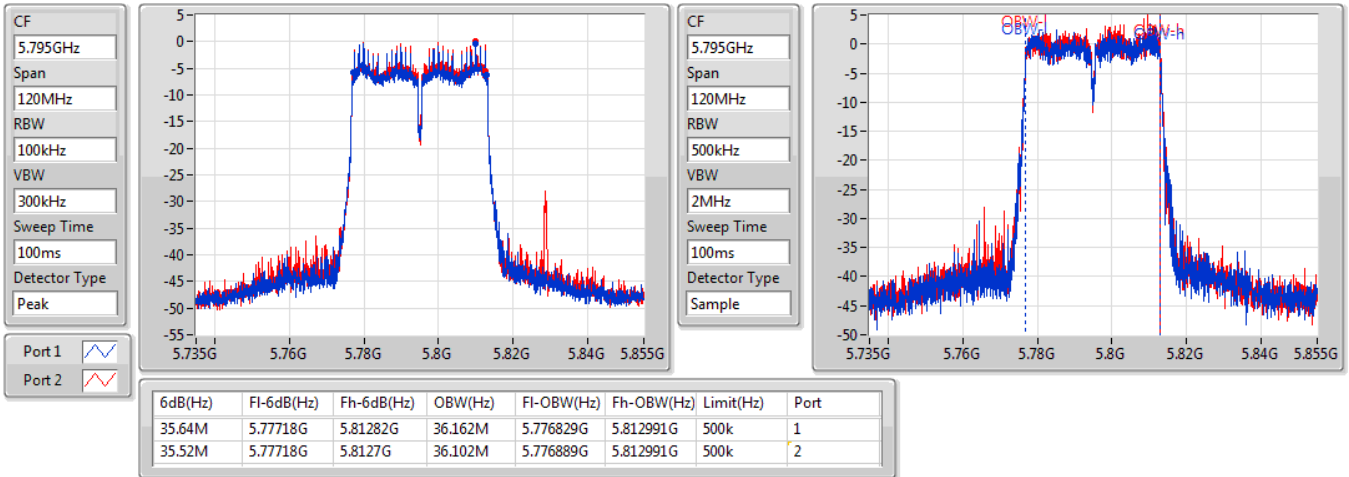 CF
5.795GHz
Span
120MHz
RBW
100kHz
VBW
300kHz
Sweep Time
100ms
Detector Type
Peak
Port 1
Port 2
5
0
-5
-10
-15
-20
-25
-30
-35
-40
-45
-50
-55
5.735G 5.76G 5.78G 5.8G 5.82G 5.84G 5.855G
CF
5.795GHz
Span
120MHz
RBW
500kHz
VBW
2MHz
Sweep Time
100ms
Detector Type
Sample
5
0
-5
-10
-15
-20
-25
-30
-35
-40
-45
-50
OBW-l
OBW-l
OBW-h
OBW-h
5.735G 5.76G 5.78G 5.8G 5.82G 5.84G 5.855G
6dB(Hz) Fl-6dB(Hz) Fh-6dB(Hz) OBW(Hz) Fl-OBW(Hz) Fh-OBW(Hz) Limit(Hz) Port
35.64M 5.77718G 5.81282G 36.162M 5.776829G 5.812991G 500k 1
35.52M 5.77718G 5.8127G 36.102M 5.776889G 5.812991G 500k 2